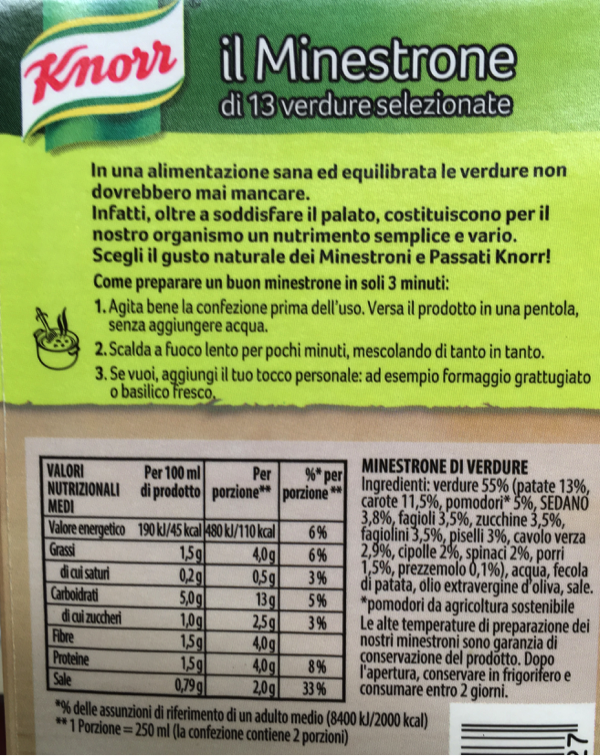 Knorr
il Minestrone
di 13 verdure selezionate
In una alimentazione sana ed equilibrata le verdure non
dovrebbero mai mancare.
Infatti, oltre a soddisfare il palato, costituiscono per il
nostro organismo un nutrimento semplice e vario.
Scegli il gusto naturale dei Minestroni e Passati Knorr!
Come preparare un buon minestrone in soli 3 minuti:
1. Agita bene la confezione prima dell'uso. Versa il prodotto in una pentola,
senza aggiungere acqua.
2. Scalda a fuoco lento per pochi minuti, mescolando di tanto in tanto.
3. Se vuoi, aggiungi il tuo tocco personale: ad esempio formaggio grattugiato
o basilico fresco.
VALORI NUTRIZIONALI MEDI Per 100 ml di prodotto Per porzione** %* per porzione**
Valore energetico 190 kJ/45 kcal 480 kJ/110 kcal 6%
Grassi 1,5g 4,0g 6%
di cui saturi 0,2g 0,5g 3%
Carboidrati 5,0g 13g 5%
di cui zuccheri 1,0g 2,5g 3%
Fibre 1,5g 4,0g
Proteine 1,5g 4,0g 8%
Sale 0,79g 2,0g 33%
*% delle assunzioni di riferimento di un adulto medio (8400 kJ/2000 kcal)
** 1 Porzione = 250 ml (la confezione contiene 2 porzioni)
MINESTRONE DI VERDURE
Ingredienti: verdure 55% (patate 13%,
carote 11,5%, pomodori* 5%, SEDANO
3,8%, fagioli 3,5%, zucchine 3,5%,
fagiolini 3,5%, piselli 3%, cavolo verza
2,9%, cipolle 2%, spinaci 2%, porri
1,5%, prezzemolo 0,1%), acqua, fecola
di patata, olio extravergine d'oliva, sale.
*pomodori da agricoltura sostenibile
Le alte temperature di preparazione dei
nostri minestroni sono garanzia di
conservazione del prodotto. Dopo
l'apertura, conservare in frigorifero e
consumare entro 2 giorni.
27